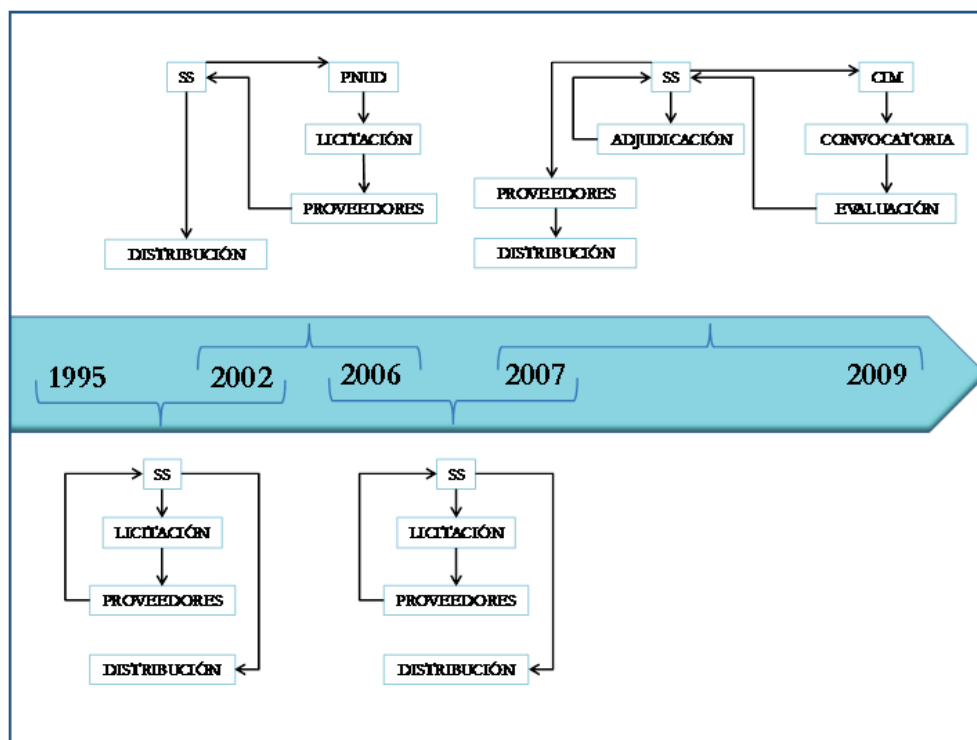 SS
PNUD
LICITACIÓN
PROVEEDORES
DISTRIBUCIÓN
SS
CIM
ADJUDICACIÓN
CONVOCATORIA
PROVEEDORES
EVALUACIÓN
DISTRIBUCIÓN
1995
2002
2006
2007
2009
SS
LICITACIÓN
PROVEEDORES
DISTRIBUCIÓN
SS
LICITACIÓN
PROVEEDORES
DISTRIBUCIÓN